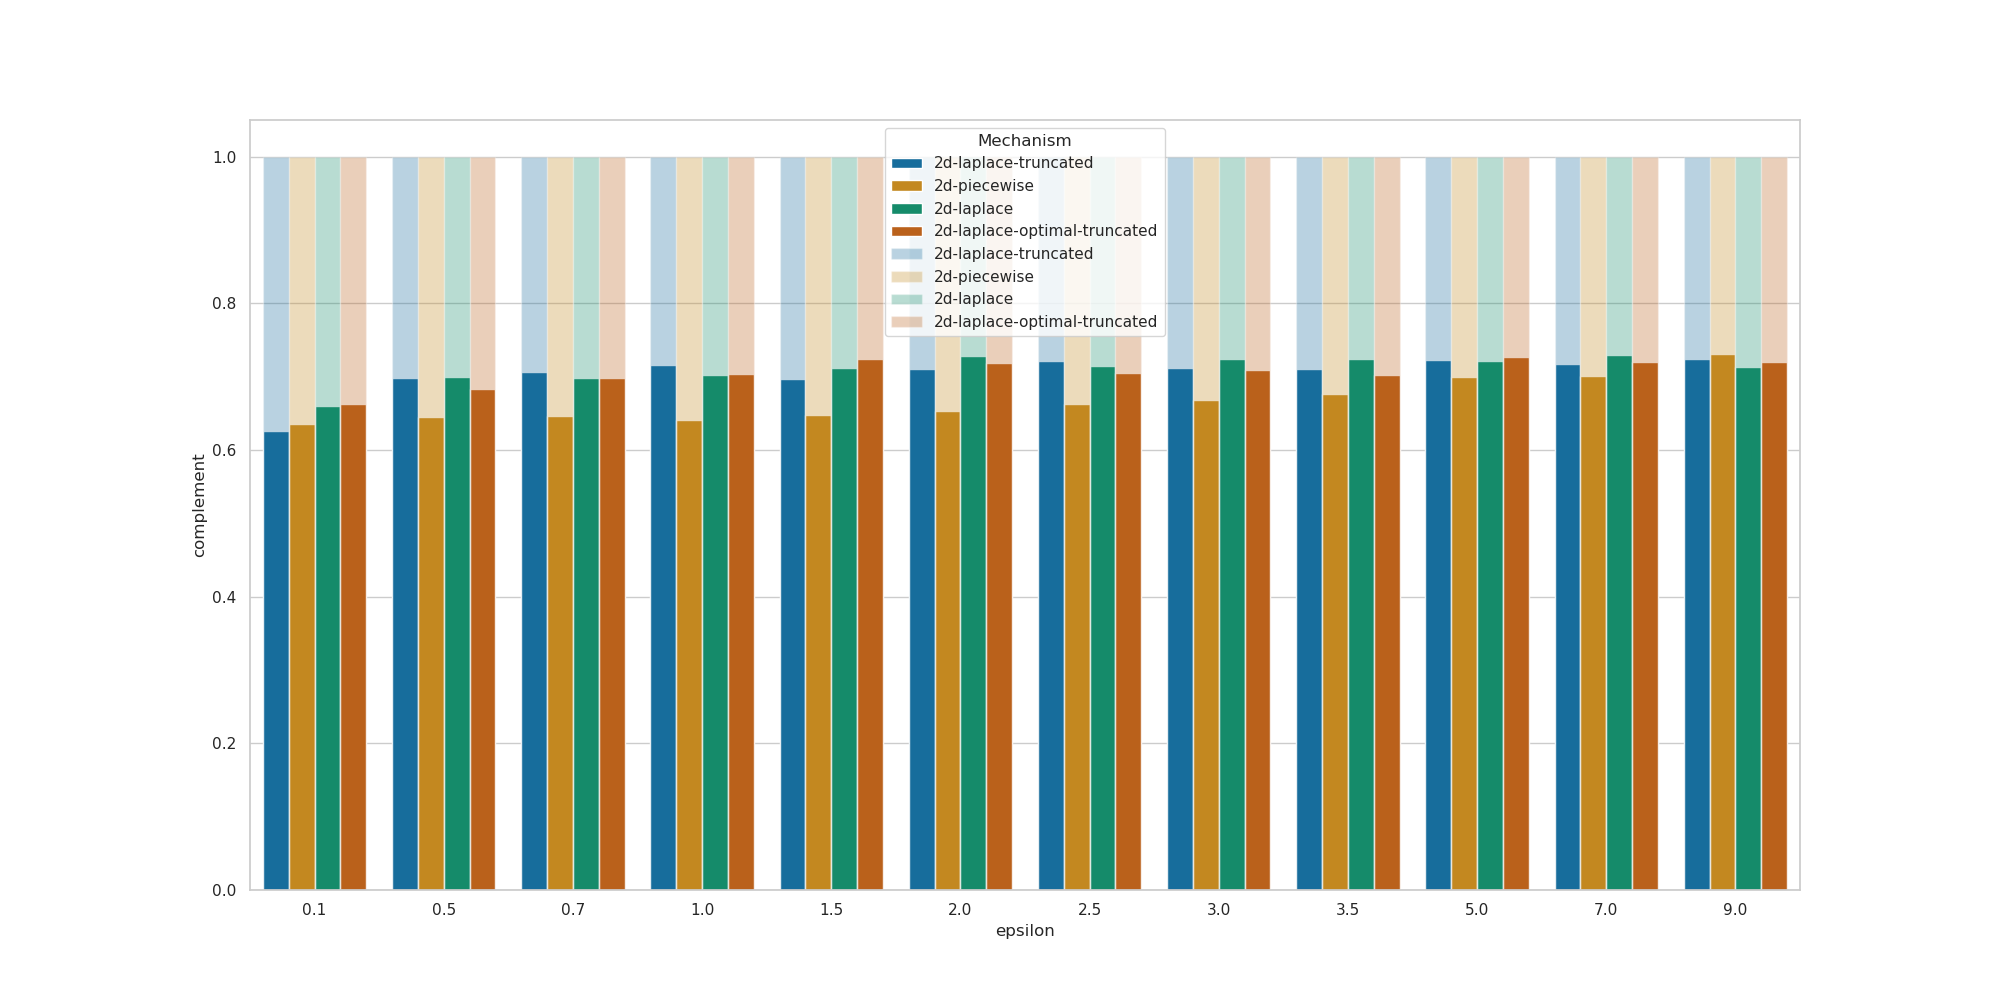 Mechanism
2d-laplace-truncated
2d-piecewise
2d-laplace
2d-laplace-optimal-truncated
2d-laplace-truncated
2d-piecewise
2d-laplace
2d-laplace-optimal-truncated
1.0
0.8
0.6
0.4
0.2
0.0
complement
0.1 0.5 0.7 1.0 1.5 2.0 2.5 3.0 3.5 5.0 7.0 9.0
epsilon